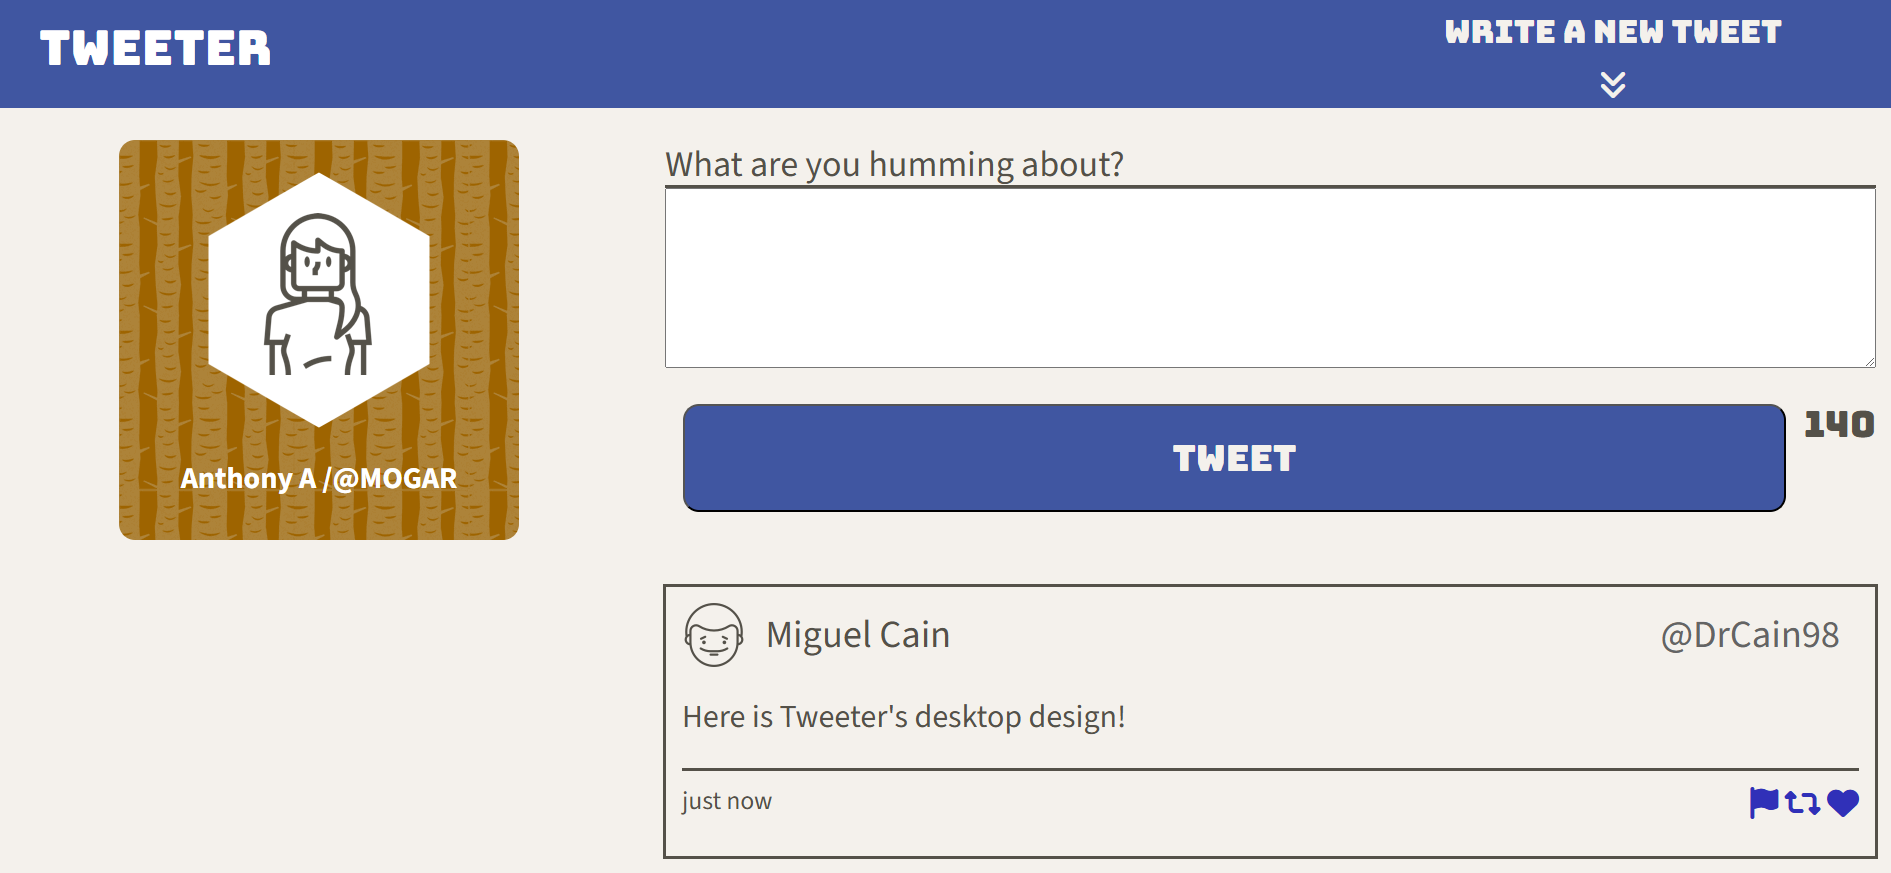 TWEETER
WRITE A NEW TWEET
Anthony A /@MOGAR
What are you humming about?
TWEET
140
Miguel Cain
@DrCain98
Here is Tweeter's desktop design!
just now